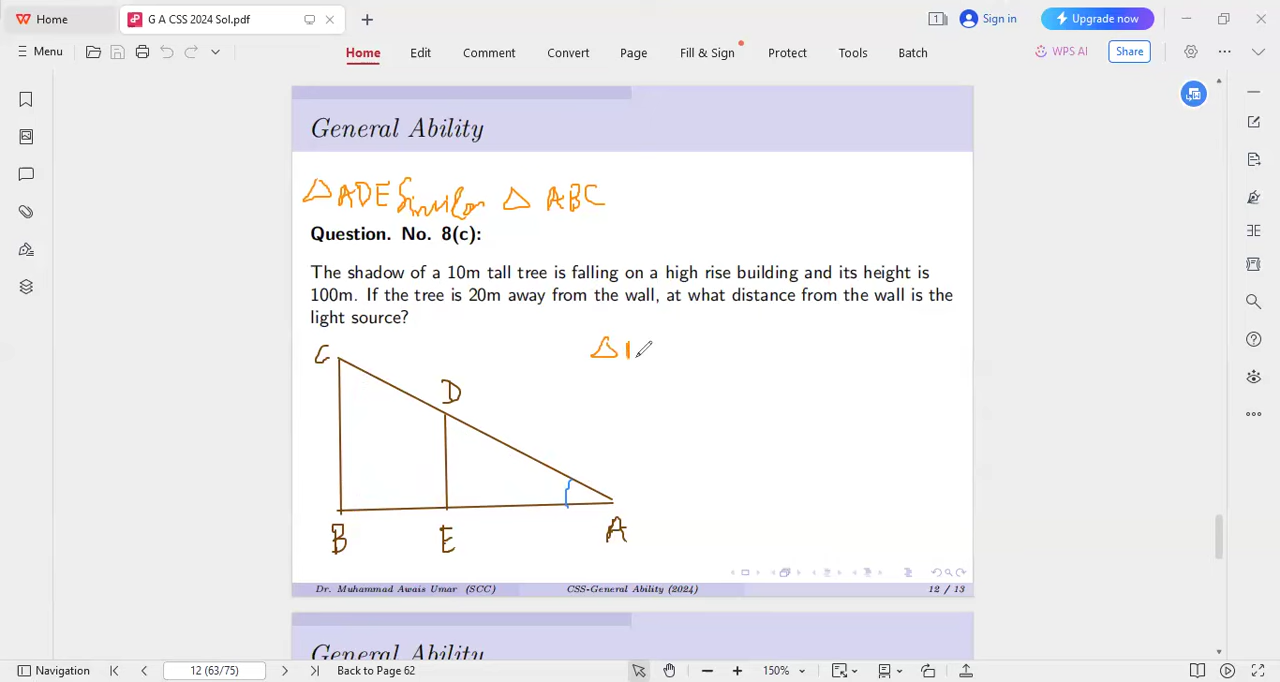 Home
G A CSS 2024 Sol.pdf
1
Sign in
Upgrade now
Menu
Home
Edit
Comment
Convert
Page
Fill & Sign
Protect
Tools
Batch
WPS AI
Share
General Ability
△ ADE Similar △ ABC
Question. No. 8(c):
The shadow of a 10m tall tree is falling on a high rise building and its height is
100m. If the tree is 20m away from the wall, at what distance from the wall is the
light source?
△
C
D
B
E
A
Dr. Muhammad Awais Umar (SCC)
CSS-General Ability (2024)
12 / 13
General Ability
Navigation
12 (63/75)
Back to Page 62
150%